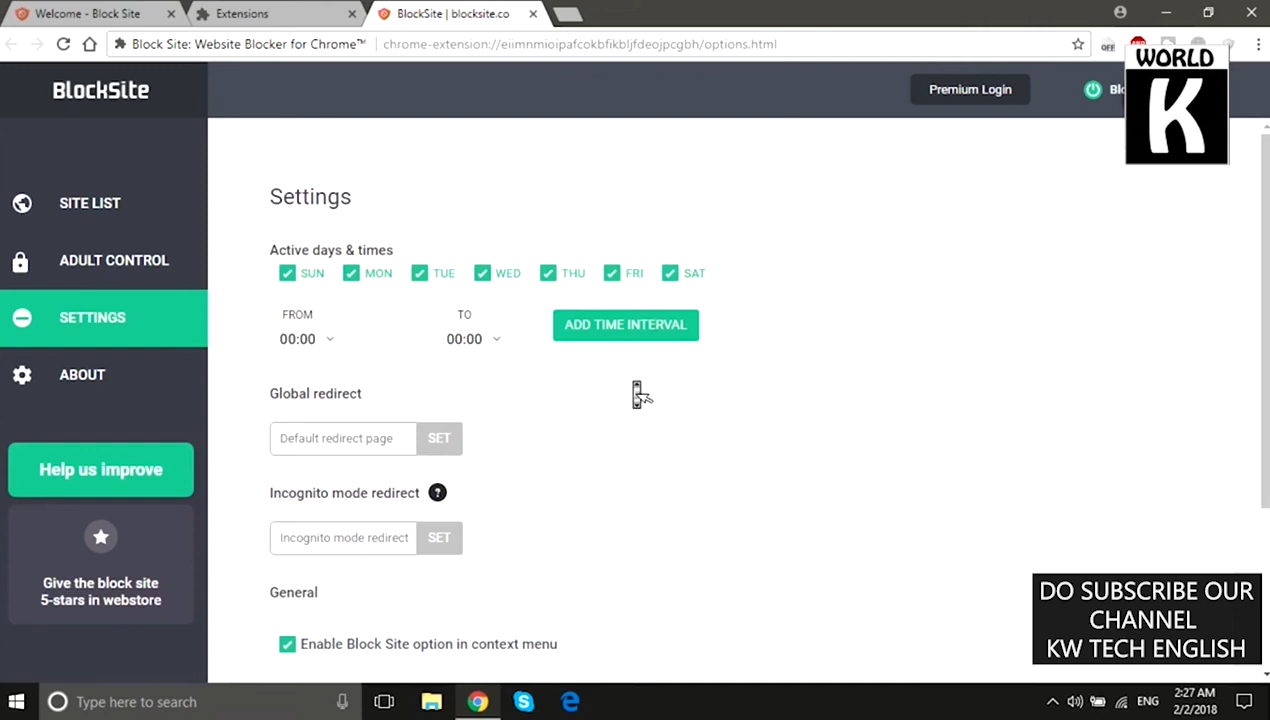 Welcome - Block Site
Extensions
BlockSite | blocksite.co
Block Site: Website Blocker for Chrome™
chrome-extension://eiimnmioipafcokbfikbljfdeojpcgbh/options.html
WORLD
K
BLockSite
Premium Login
SITE LIST
ADULT CONTROL
SETTINGS
ABOUT
Help us improve
Give the block site
5-stars in webstore
Settings
Active days & times
SUN MON TUE WED THU FRI SAT
FROM TO
00:00 00:00
ADD TIME INTERVAL
Global redirect
Default redirect page SET
Incognito mode redirect ?
Incognito mode redirect SET
General
Enable Block Site option in context menu
DO SUBSCRIBE OUR
CHANNEL
KW TECH ENGLISH
Type here to search
ENG
2:27 AM
2/2/2018